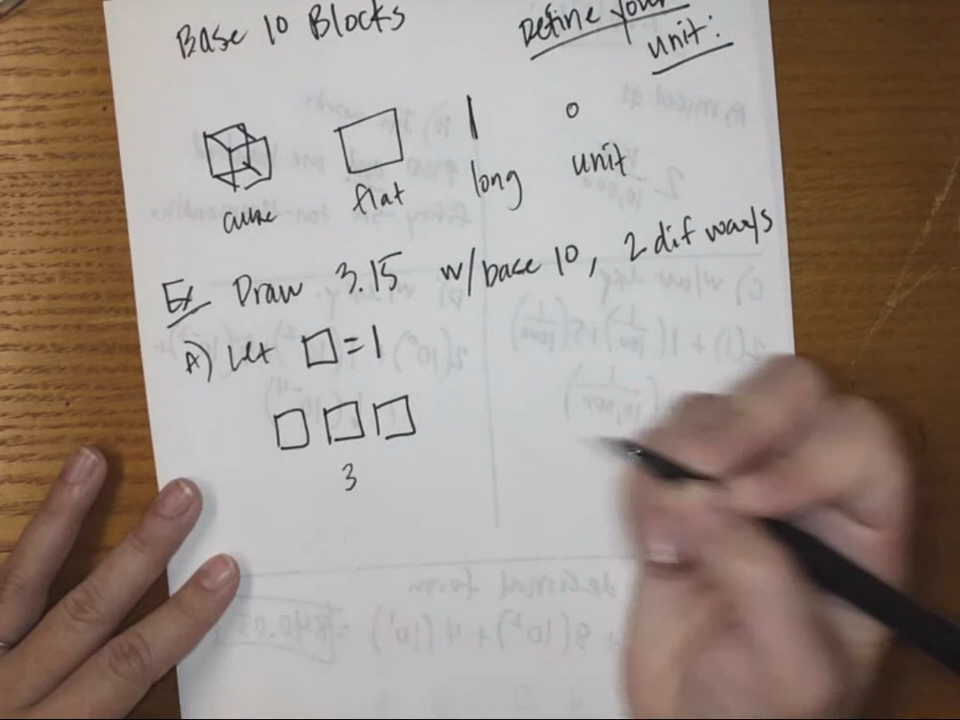 Base 10 Blocks
Define your
unit:
cube
flat
long
unit
Ex Draw 3.15 w/base 10, 2 dif ways
A) Let □ = 1
3